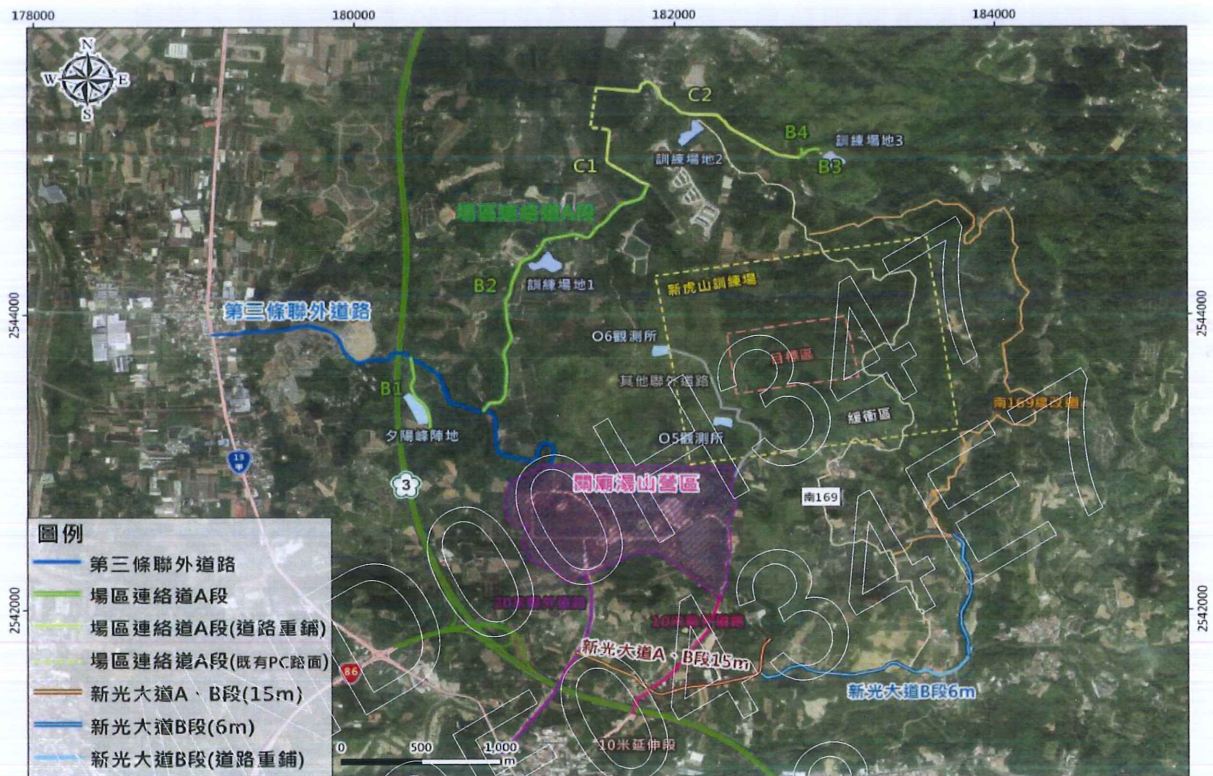 178000
180000
182000
184000
N
W
E
S
C2
B4
訓練場地3
B3
訓練場地2
C1
場區連絡道A段
B2
訓練場地1
新虎山訓練場
2544000
2544000
第三條聯外道路
O6觀測所
目標區
其他聯外道路
南169線改道
緩衝區
B1
夕陽峰陣地
O5觀測所
19
甲
3
關廟湯山營區
南169
圖例
第三條聯外道路
場區連絡道A段
場區連絡道A段(道路重鋪)
場區連絡道A段(既有PC路面)
新光大道A、B段(15m)
新光大道B段(6m)
新光大道B段(道路重鋪)
2542000
2542000
86
新光大道A、B段15m
新光大道B段6m
10米延伸段
0
500
1,000
m